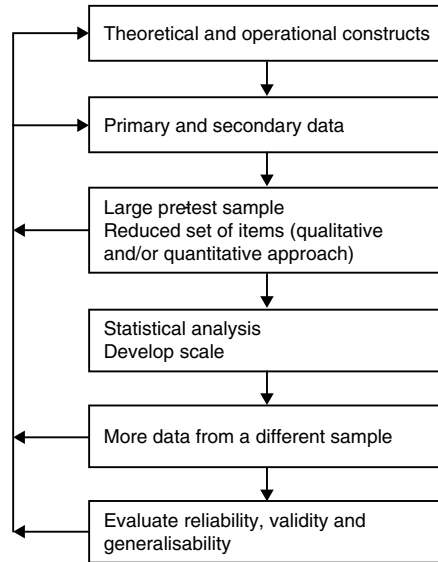 Theoretical and operational constructs
Primary and secondary data
Large pretest sample
Reduced set of items (qualitative
and/or quantitative approach)
Statistical analysis
Develop scale
More data from a different sample
Evaluate reliability, validity and
generalisability